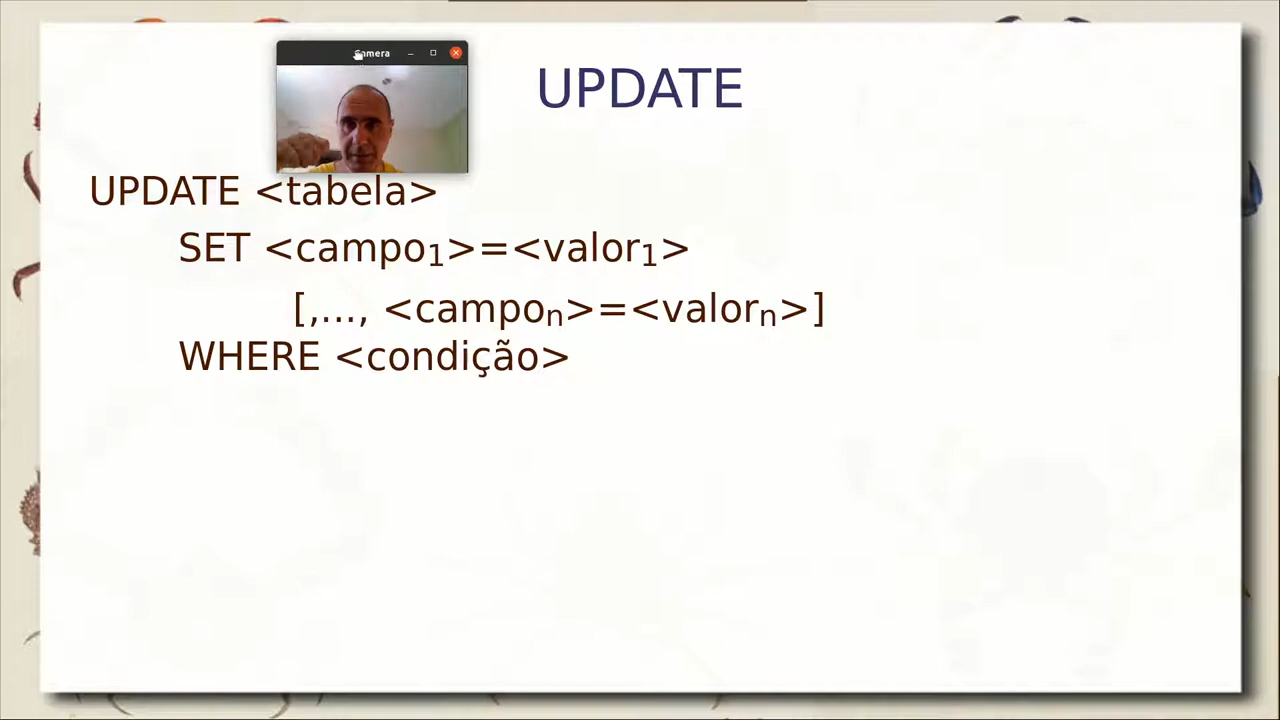 Camera
UPDATE
UPDATE <tabela>
SET <campo1>=<valor1>
[,..., <campon>=<valorn>]
WHERE <condição>